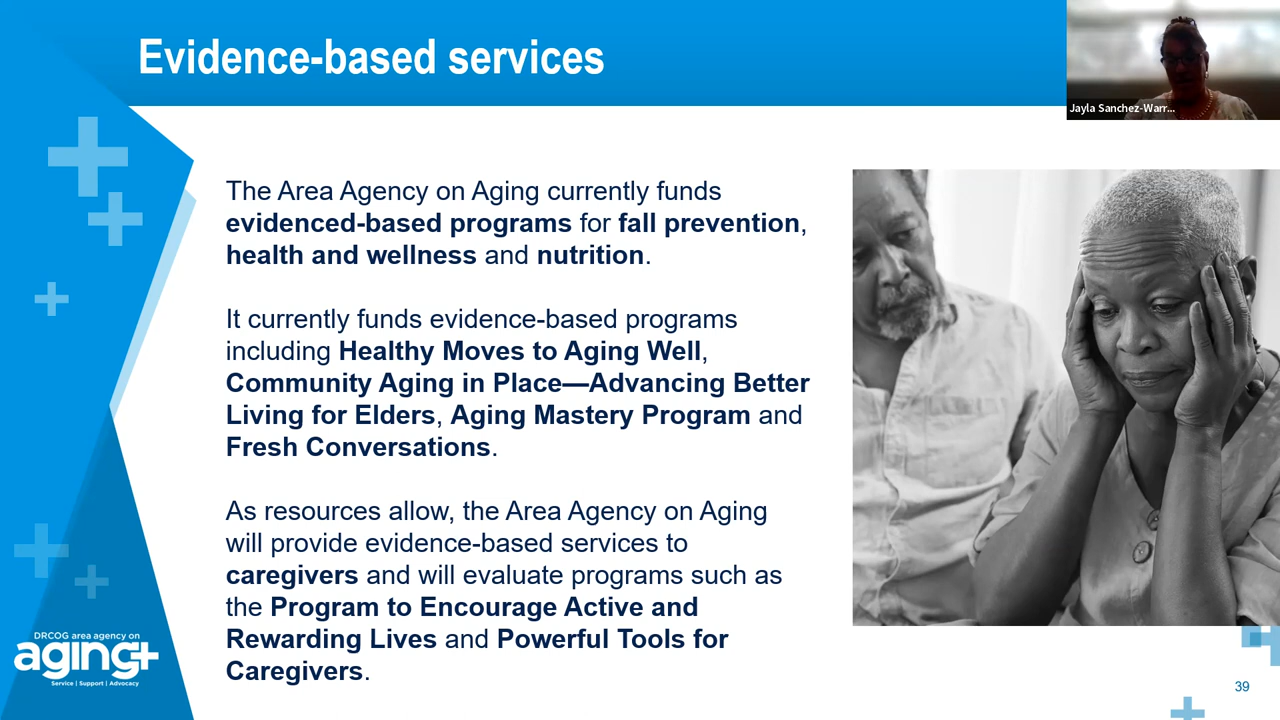 Evidence-based services
Jayla Sanchez-Warr...
The Area Agency on Aging currently funds
evidenced-based programs for fall prevention,
health and wellness and nutrition.
It currently funds evidence-based programs
including Healthy Moves to Aging Well,
Community Aging in Place—Advancing Better
Living for Elders, Aging Mastery Program and
Fresh Conversations.
As resources allow, the Area Agency on Aging
will provide evidence-based services to
caregivers and will evaluate programs such as
the Program to Encourage Active and
Rewarding Lives and Powerful Tools for
Caregivers.
DRCOG area agency on
aging+
Service | Support | Advocacy
39